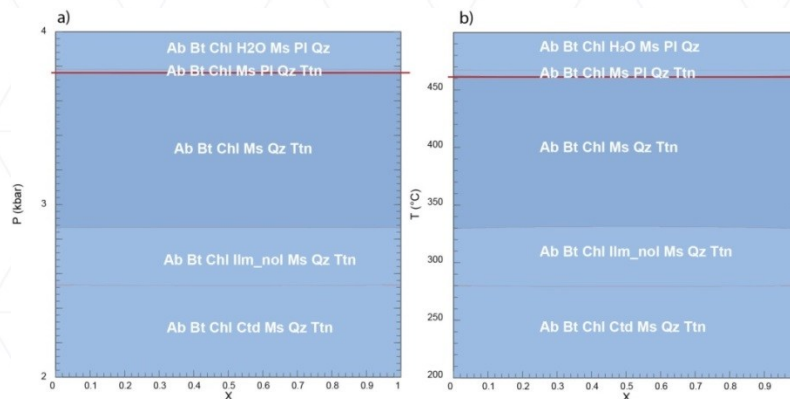 a)
4
3
2
P (kbar)
Ab Bt Chl H2O Ms Pl Qz
Ab Bt Chl Ms Pl Qz Ttn
Ab Bt Chl Ms Qz Ttn
Ab Bt Chl Ilm_nol Ms Qz Ttn
Ab Bt Chl Ctd Ms Qz Ttn
0 0.1 0.2 0.3 0.4 0.5 0.6 0.7 0.8 0.9 1
X
b)
450
400
350
300
250
200
T (°C)
Ab Bt Chl H₂O Ms Pl Qz
Ab Bt Chl Ms Pl Qz Ttn
Ab Bt Chl Ms Qz Ttn
Ab Bt Chl Ilm_nol Ms Qz Ttn
Ab Bt Chl Ctd Ms Qz Ttn
0 0.1 0.2 0.3 0.4 0.5 0.6 0.7 0.8 0.9
X